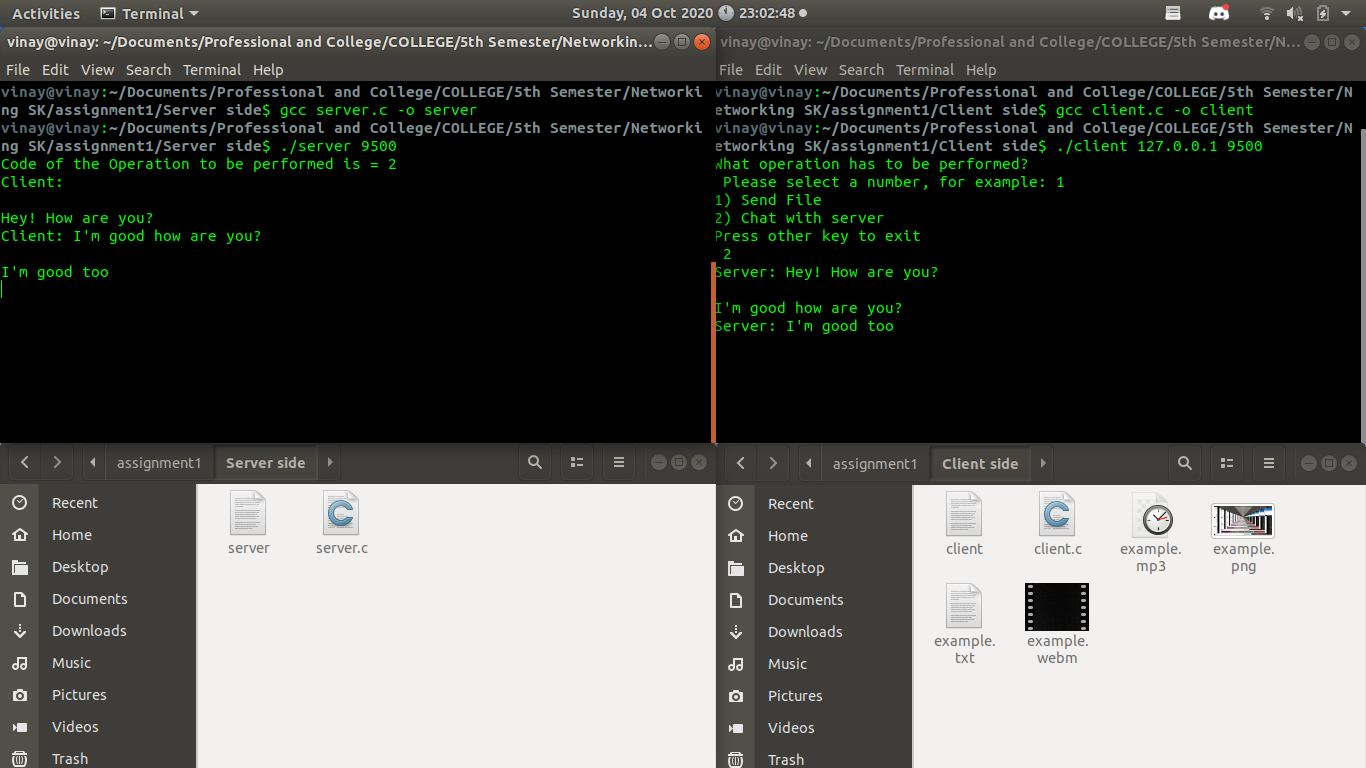 Activities Terminal Sunday, 04 Oct 2020 23:02:48
vinay@vinay: ~/Documents/Professional and College/COLLEGE/5th Semester/Networkin...
File Edit View Search Terminal Help
vinay@vinay:~/Documents/Professional and College/COLLEGE/5th Semester/Networki
ng SK/assignment1/Server side$ gcc server.c -o server
vinay@vinay:~/Documents/Professional and College/COLLEGE/5th Semester/Networki
ng SK/assignment1/Server side$ ./server 9500
Code of the Operation to be performed is = 2
Client:
Hey! How are you?
Client: I'm good how are you?
I'm good too
vinay@vinay: ~/Documents/Professional and College/COLLEGE/5th Semester/N...
File Edit View Search Terminal Help
vinay@vinay:~/Documents/Professional and College/COLLEGE/5th Semester/N
etworking SK/assignment1/Client side$ gcc client.c -o client
vinay@vinay:~/Documents/Professional and College/COLLEGE/5th Semester/N
etworking SK/assignment1/Client side$ ./client 127.0.0.1 9500
What operation has to be performed?
Please select a number, for example: 1
1) Send File
2) Chat with server
Press other key to exit
2
Server: Hey! How are you?
I'm good how are you?
Server: I'm good too
assignment1 Server side
Recent
Home
Desktop
Documents
Downloads
Music
Pictures
Videos
Trash
server server.c
assignment1 Client side
Recent
Home
Desktop
Documents
Downloads
Music
Pictures
Videos
Trash
client client.c example.mp3 example.png
example.txt example.webm